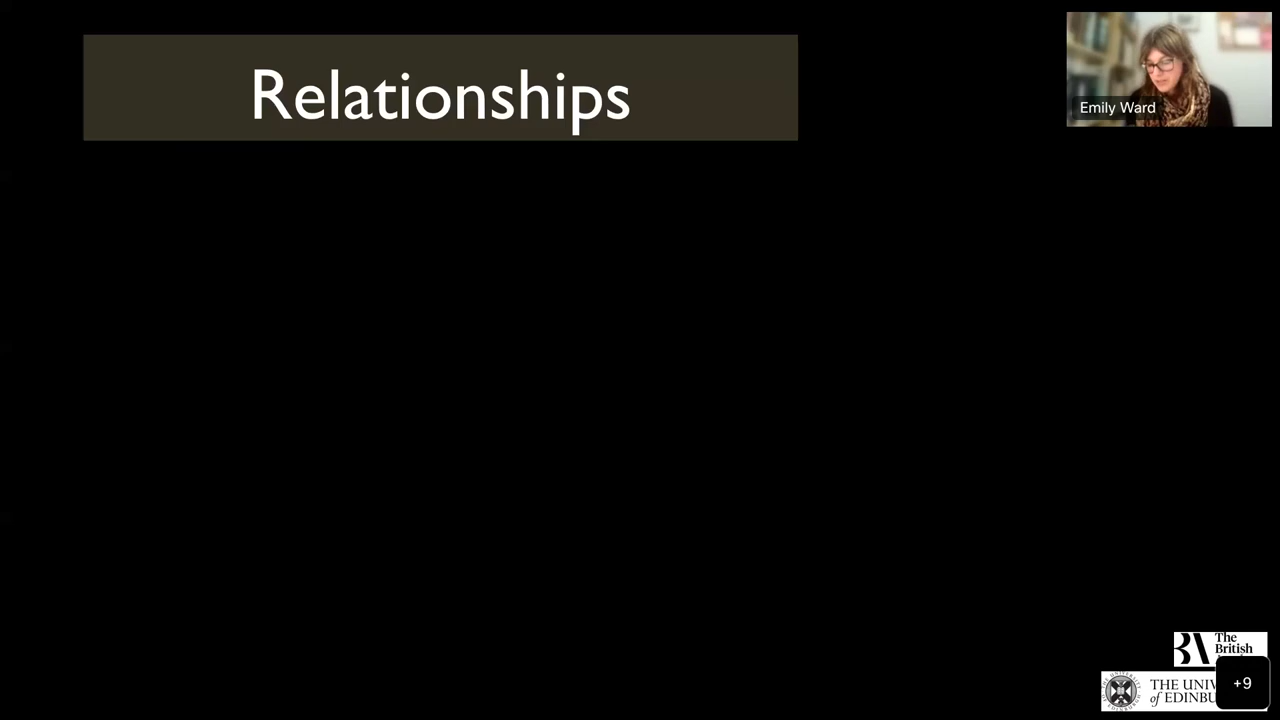 Relationships
Emily Ward
The
British
THE UNIV
of EDINBU
+9